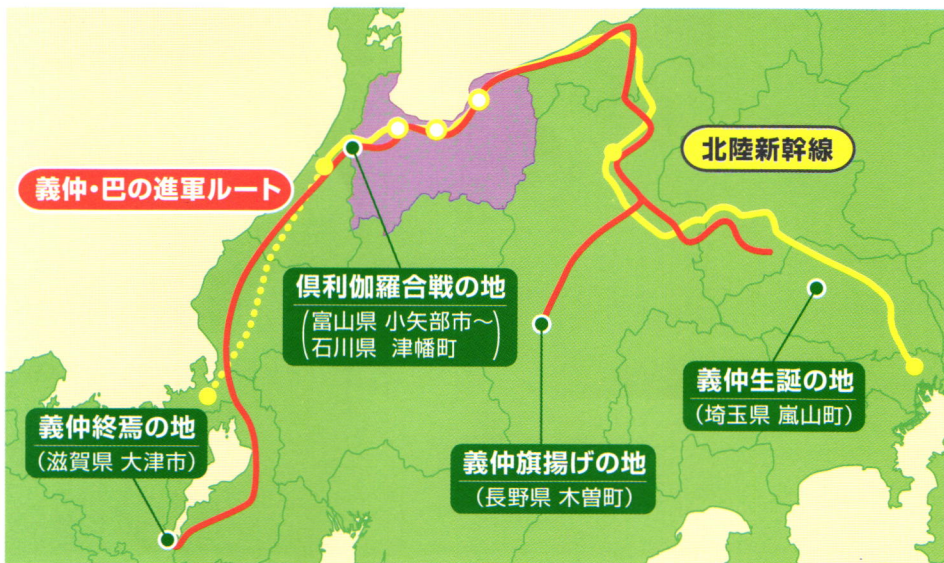 北陸新幹線
義仲・巴の進軍ルート
倶利伽羅合戦の地
(富山県 小矢部市～
石川県 津幡町)
義仲生誕の地
(埼玉県 嵐山町)
義仲終焉の地
(滋賀県 大津市)
義仲旗揚げの地
(長野県 木曽町)